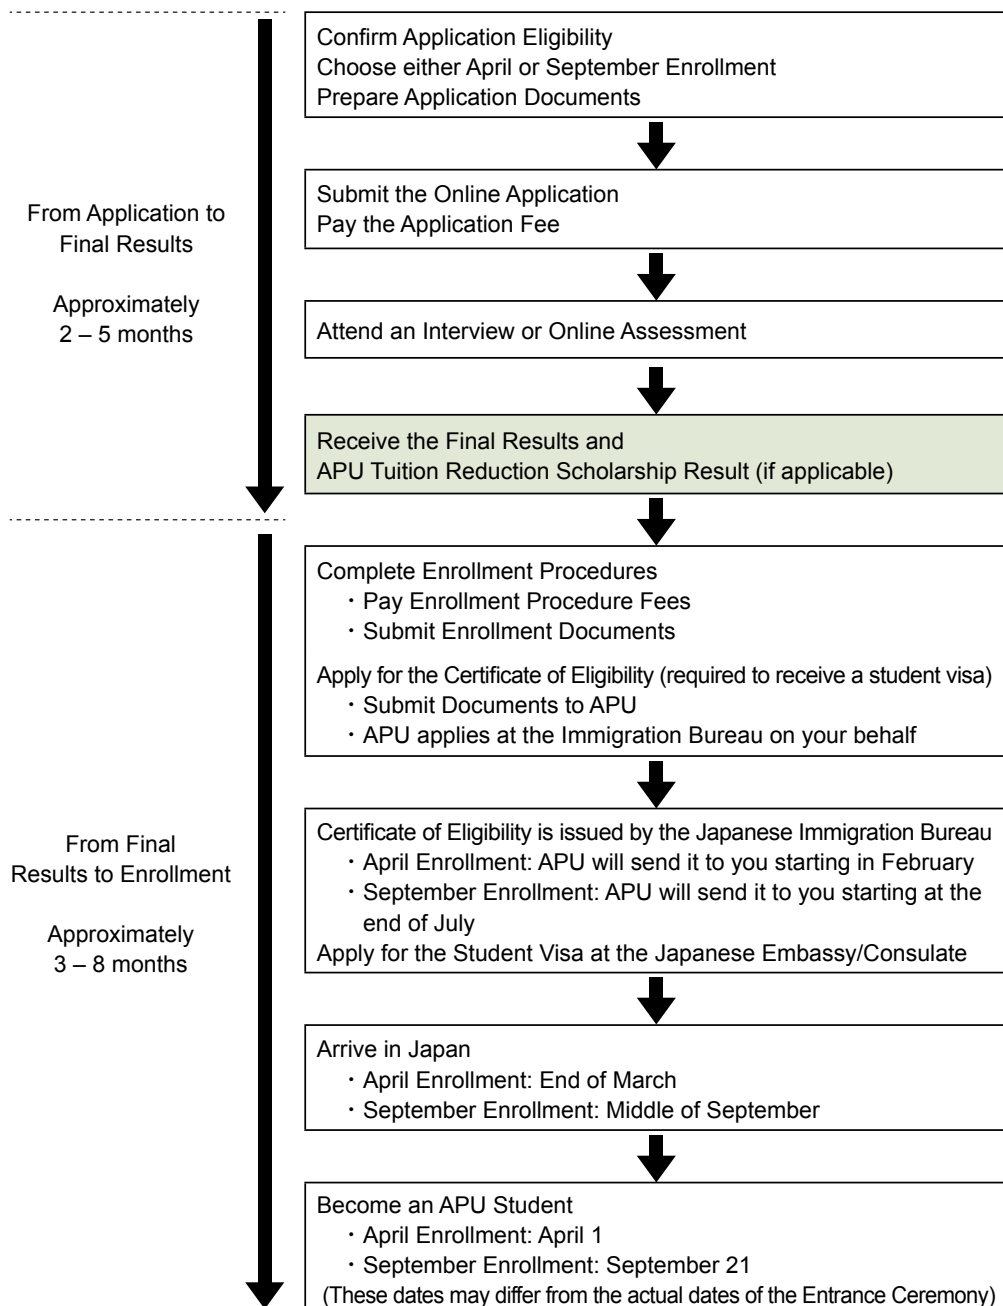 Confirm Application Eligibility
Choose either April or September Enrollment
Prepare Application Documents
Submit the Online Application
Pay the Application Fee
From Application to
Final Results
Approximately
2 – 5 months
Attend an Interview or Online Assessment
Receive the Final Results and
APU Tuition Reduction Scholarship Result (if applicable)
Complete Enrollment Procedures
・Pay Enrollment Procedure Fees
・Submit Enrollment Documents
Apply for the Certificate of Eligibility (required to receive a student visa)
・Submit Documents to APU
・APU applies at the Immigration Bureau on your behalf
From Final
Results to Enrollment
Approximately
3 – 8 months
Certificate of Eligibility is issued by the Japanese Immigration Bureau
・April Enrollment: APU will send it to you starting in February
・September Enrollment: APU will send it to you starting at the
end of July
Apply for the Student Visa at the Japanese Embassy/Consulate
Arrive in Japan
・April Enrollment: End of March
・September Enrollment: Middle of September
Become an APU Student
・April Enrollment: April 1
・September Enrollment: September 21
(These dates may differ from the actual dates of the Entrance Ceremony)